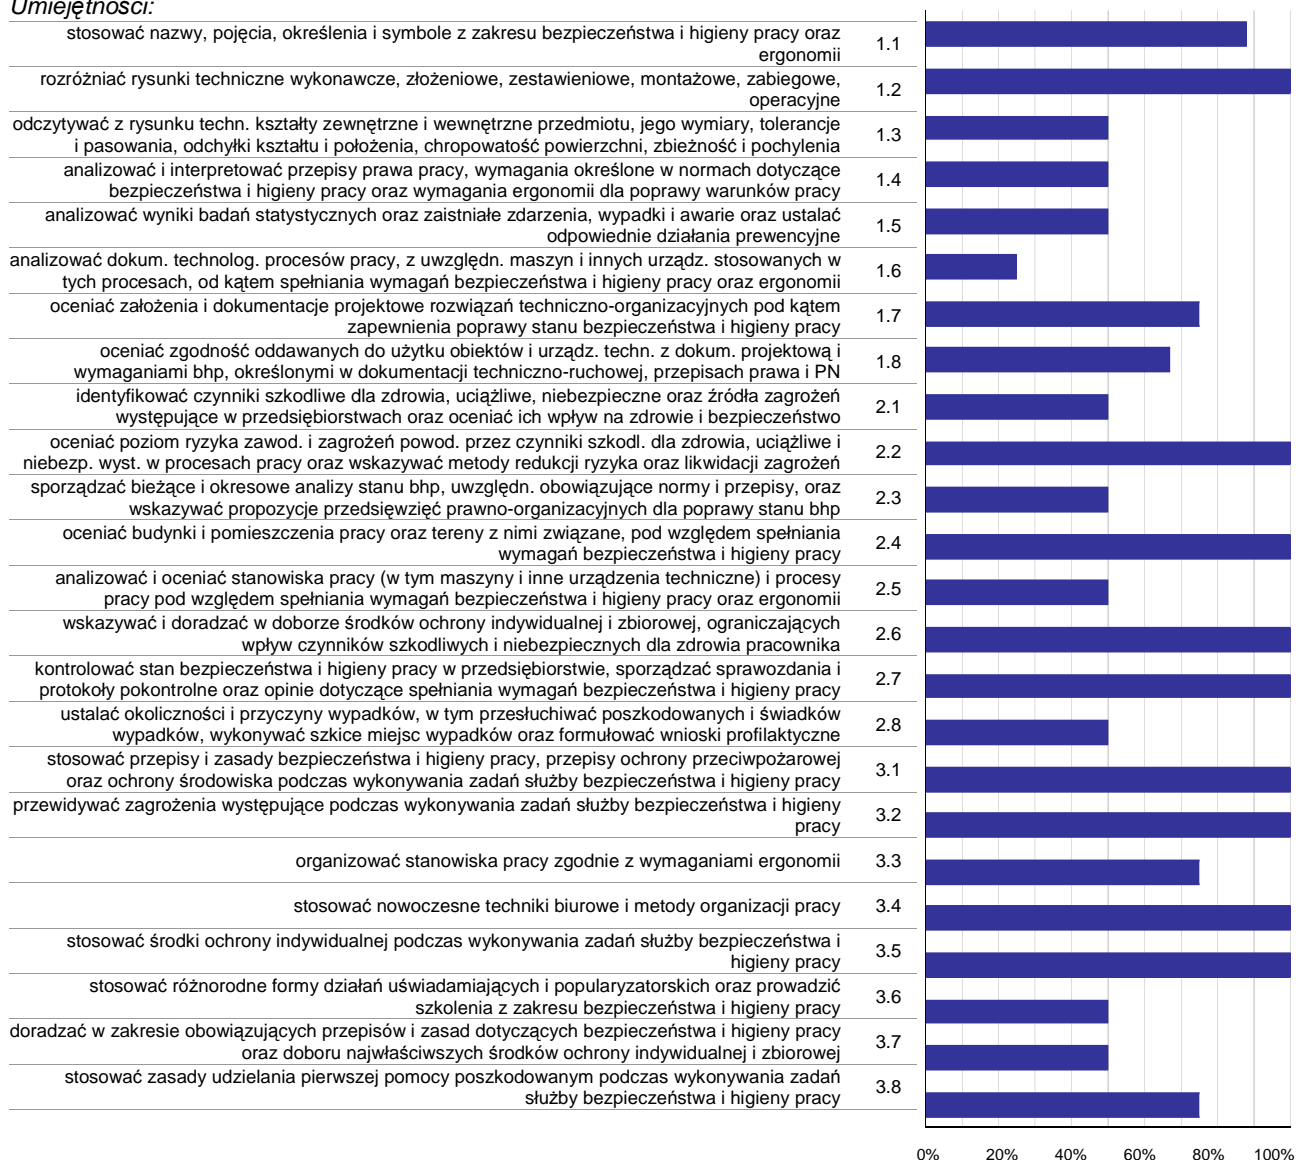 Umiejętności:
stosować nazwy, pojęcia, określenia i symbole z zakresu bezpieczeństwa i higieny pracy oraz
ergonomii
1.1
rozróżniać rysunki techniczne wykonawcze, złożeniowe, zestawieniowe, montażowe, zabiegowe,
operacyjne
1.2
odczytywać z rysunku techn. kształty zewnętrzne i wewnętrzne przedmiotu, jego wymiary, tolerancje
i pasowania, odchyłki kształtu i położenia, chropowatość powierzchni, zbieżność i pochylenia
1.3
analizować i interpretować przepisy prawa pracy, wymagania określone w normach dotyczące
bezpieczeństwa i higieny pracy oraz wymagania ergonomii dla poprawy warunków pracy
1.4
analizować wyniki badań statystycznych oraz zaistniałe zdarzenia, wypadki i awarie oraz ustalać
odpowiednie działania prewencyjne
1.5
analizować dokum. technolog. procesów pracy, z uwzględn. maszyn i innych urządz. stosowanych w
tych procesach, od kątem spełniania wymagań bezpieczeństwa i higieny pracy oraz ergonomii
1.6
oceniać założenia i dokumentacje projektowe rozwiązań techniczno-organizacyjnych pod kątem
zapewnienia poprawy stanu bezpieczeństwa i higieny pracy
1.7
oceniać zgodność oddawanych do użytku obiektów i urządz. techn. z dokum. projektową i
wymaganiami bhp, określonymi w dokumentacji techniczno-ruchowej, przepisach prawa i PN
1.8
identyfikować czynniki szkodliwe dla zdrowia, uciążliwe, niebezpieczne oraz źródła zagrożeń
występujące w przedsiębiorstwach oraz oceniać ich wpływ na zdrowie i bezpieczeństwo
2.1
oceniać poziom ryzyka zawod. i zagrożeń powod. przez czynniki szkodl. dla zdrowia, uciążliwe i
niebezp. wyst. w procesach pracy oraz wskazywać metody redukcji ryzyka oraz likwidacji zagrożeń
2.2
sporządzać bieżące i okresowe analizy stanu bhp, uwzględn. obowiązujące normy i przepisy, oraz
wskazywać propozycje przedsięwzięć prawno-organizacyjnych dla poprawy stanu bhp
2.3
oceniać budynki i pomieszczenia pracy oraz tereny z nimi związane, pod względem spełniania
wymagań bezpieczeństwa i higieny pracy
2.4
analizować i oceniać stanowiska pracy (w tym maszyny i inne urządzenia techniczne) i procesy
pracy pod względem spełniania wymagań bezpieczeństwa i higieny pracy oraz ergonomii
2.5
wskazywać i doradzać w doborze środków ochrony indywidualnej i zbiorowej, ograniczających
wpływ czynników szkodliwych i niebezpiecznych dla zdrowia pracownika
2.6
kontrolować stan bezpieczeństwa i higieny pracy w przedsiębiorstwie, sporządzać sprawozdania i
protokoły pokontrolne oraz opinie dotyczące spełniania wymagań bezpieczeństwa i higieny pracy
2.7
ustalać okoliczności i przyczyny wypadków, w tym przesłuchiwać poszkodowanych i świadków
wypadków, wykonywać szkice miejsc wypadków oraz formułować wnioski profilaktyczne
2.8
stosować przepisy i zasady bezpieczeństwa i higieny pracy, przepisy ochrony przeciwpożarowej
oraz ochrony środowiska podczas wykonywania zadań służby bezpieczeństwa i higieny pracy
3.1
przewidywać zagrożenia występujące podczas wykonywania zadań służby bezpieczeństwa i higieny
pracy
3.2
organizować stanowiska pracy zgodnie z wymaganiami ergonomii
3.3
stosować nowoczesne techniki biurowe i metody organizacji pracy
3.4
stosować środki ochrony indywidualnej podczas wykonywania zadań służby bezpieczeństwa i
higieny pracy
3.5
stosować różnorodne formy działań uświadamiających i popularyzatorskich oraz prowadzić
szkolenia z zakresu bezpieczeństwa i higieny pracy
3.6
doradzać w zakresie obowiązujących przepisów i zasad dotyczących bezpieczeństwa i higieny pracy
oraz doboru najwłaściwszych środków ochrony indywidualnej i zbiorowej
3.7
stosować zasady udzielania pierwszej pomocy poszkodowanym podczas wykonywania zadań
służby bezpieczeństwa i higieny pracy
3.8
0% 20% 40% 60% 80% 100%